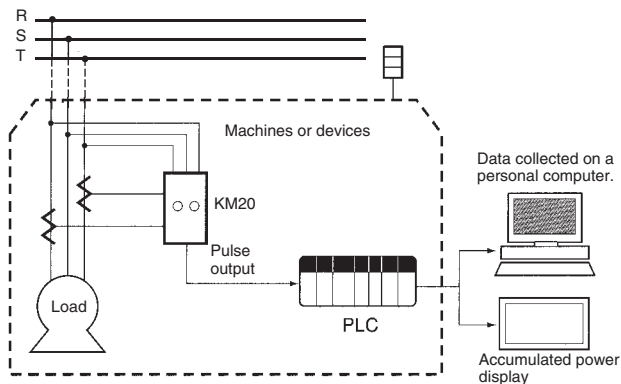 R
S
T
Machines or devices
Data collected on a
personal computer.
KM20
Pulse
output
Load
PLC
Accumulated power
display